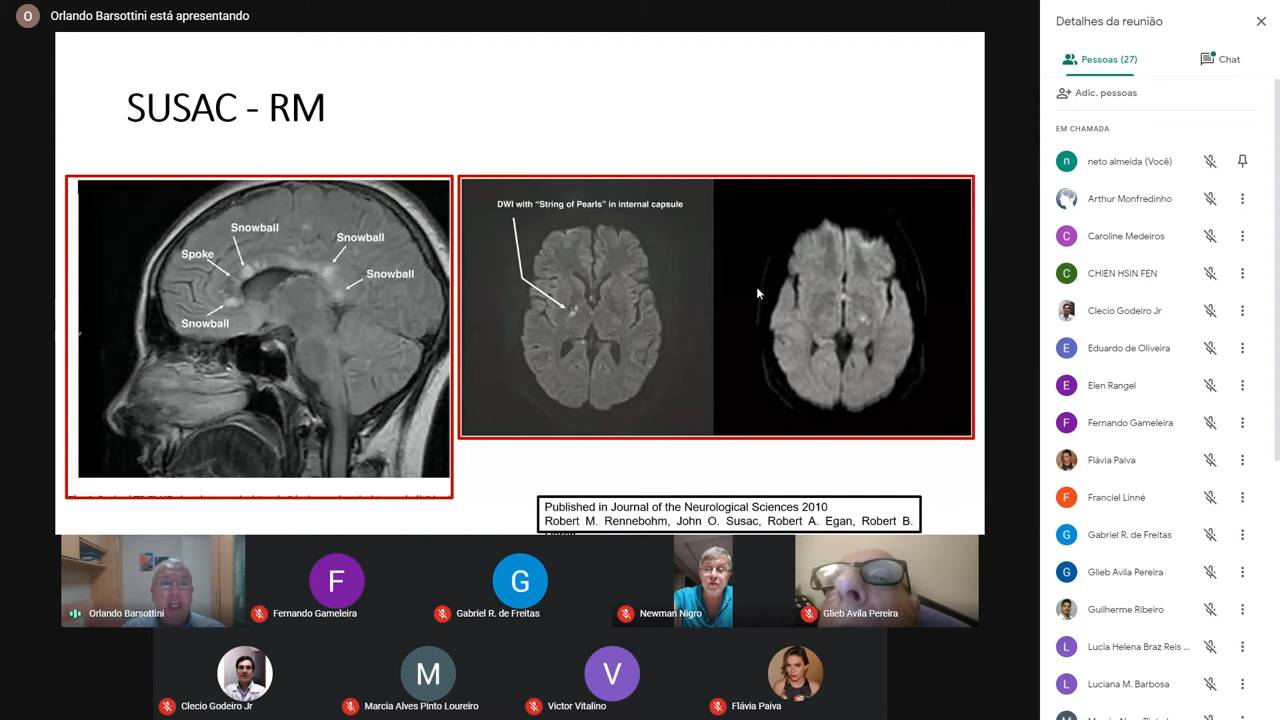 O
Orlando Barsottini está apresentando
SUSAC - RM
Snowball
Snowball
Spoke
Snowball
Snowball
DWI with “String of Pearls” in internal capsule
Published in Journal of the Neurological Sciences 2010
Robert M. Rennebohm, John O. Susac, Robert A. Egan, Robert B.
Orlando Barsottini
F
Fernando Gameleira
G
Gabriel R. de Freitas
Newman Nigro
Glieb Avila Pereira
Clecio Godeiro Jr
M
Marcia Alves Pinto Loureiro
V
Victor Vitalino
Flávia Paiva
Detalhes da reunião
Pessoas (27)
Chat
Adic. pessoas
EM CHAMADA
n
neto almeida (Você)
Arthur Monfredinho
C
Caroline Medeiros
C
CHIEN HSIN FEN
Clecio Godeiro Jr
E
Eduardo de Oliveira
E
Elen Rangel
F
Fernando Gameleira
Flávia Paiva
F
Franciel Linné
G
Gabriel R. de Freitas
G
Glieb Avila Pereira
Guilherme Ribeiro
L
Lucia Helena Braz Reis ...
L
Luciana M. Barbosa